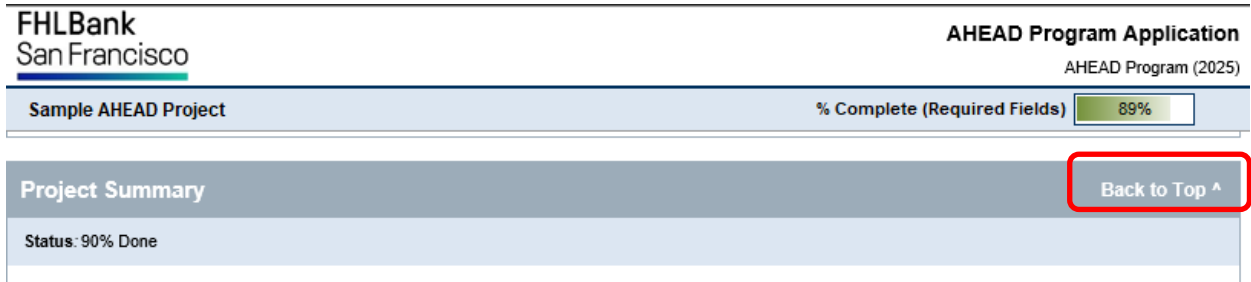 FHLBank
San Francisco
AHEAD Program Application
AHEAD Program (2025)
Sample AHEAD Project
% Complete (Required Fields) 89%
Project Summary
Back to Top ^
Status: 90% Done